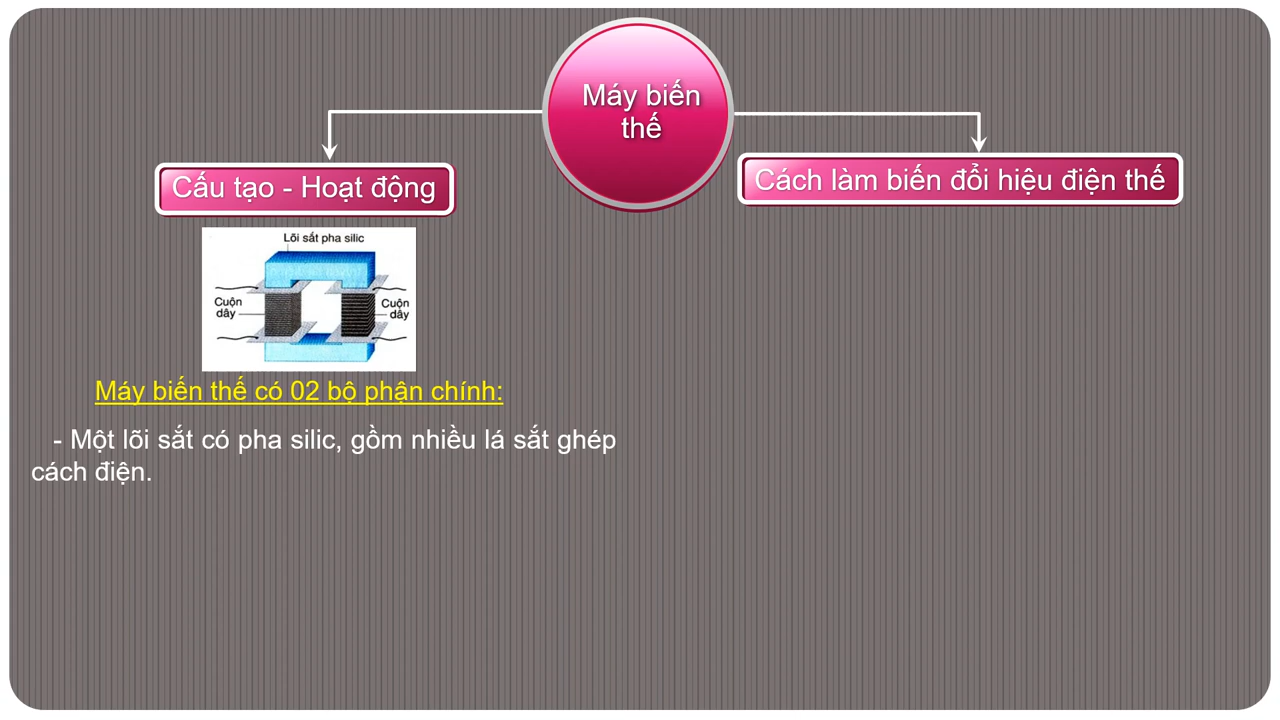 Máy biến
thế
Cấu tạo - Hoạt động
Cách làm biến đổi hiệu điện thế
Lõi sắt pha silic
Cuộn
dây
Cuộn
dây
Máy biến thế có 02 bộ phận chính:
- Một lõi sắt có pha silic, gồm nhiều lá sắt ghép
cách điện.